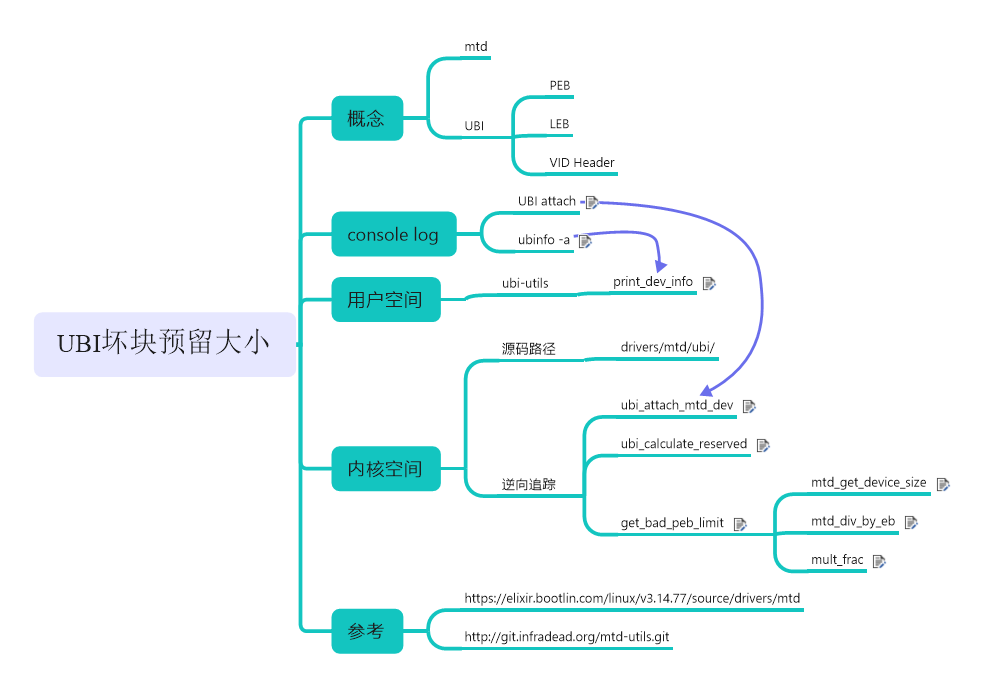 UBI坏块预留大小
概念
mtd
UBI
PEB
LEB
VID Header
console log
UBI attach
ubinfo -a
用户空间
ubi-utils
print_dev_info
内核空间
源码路径
drivers/mtd/ubi/
逆向追踪
ubi_attach_mtd_dev
ubi_calculate_reserved
get_bad_peb_limit
mtd_get_device_size
mtd_div_by_eb
mult_frac
参考
https://elixir.bootlin.com/linux/v3.14.77/source/drivers/mtd
http://git.infradead.org/mtd-utils.git